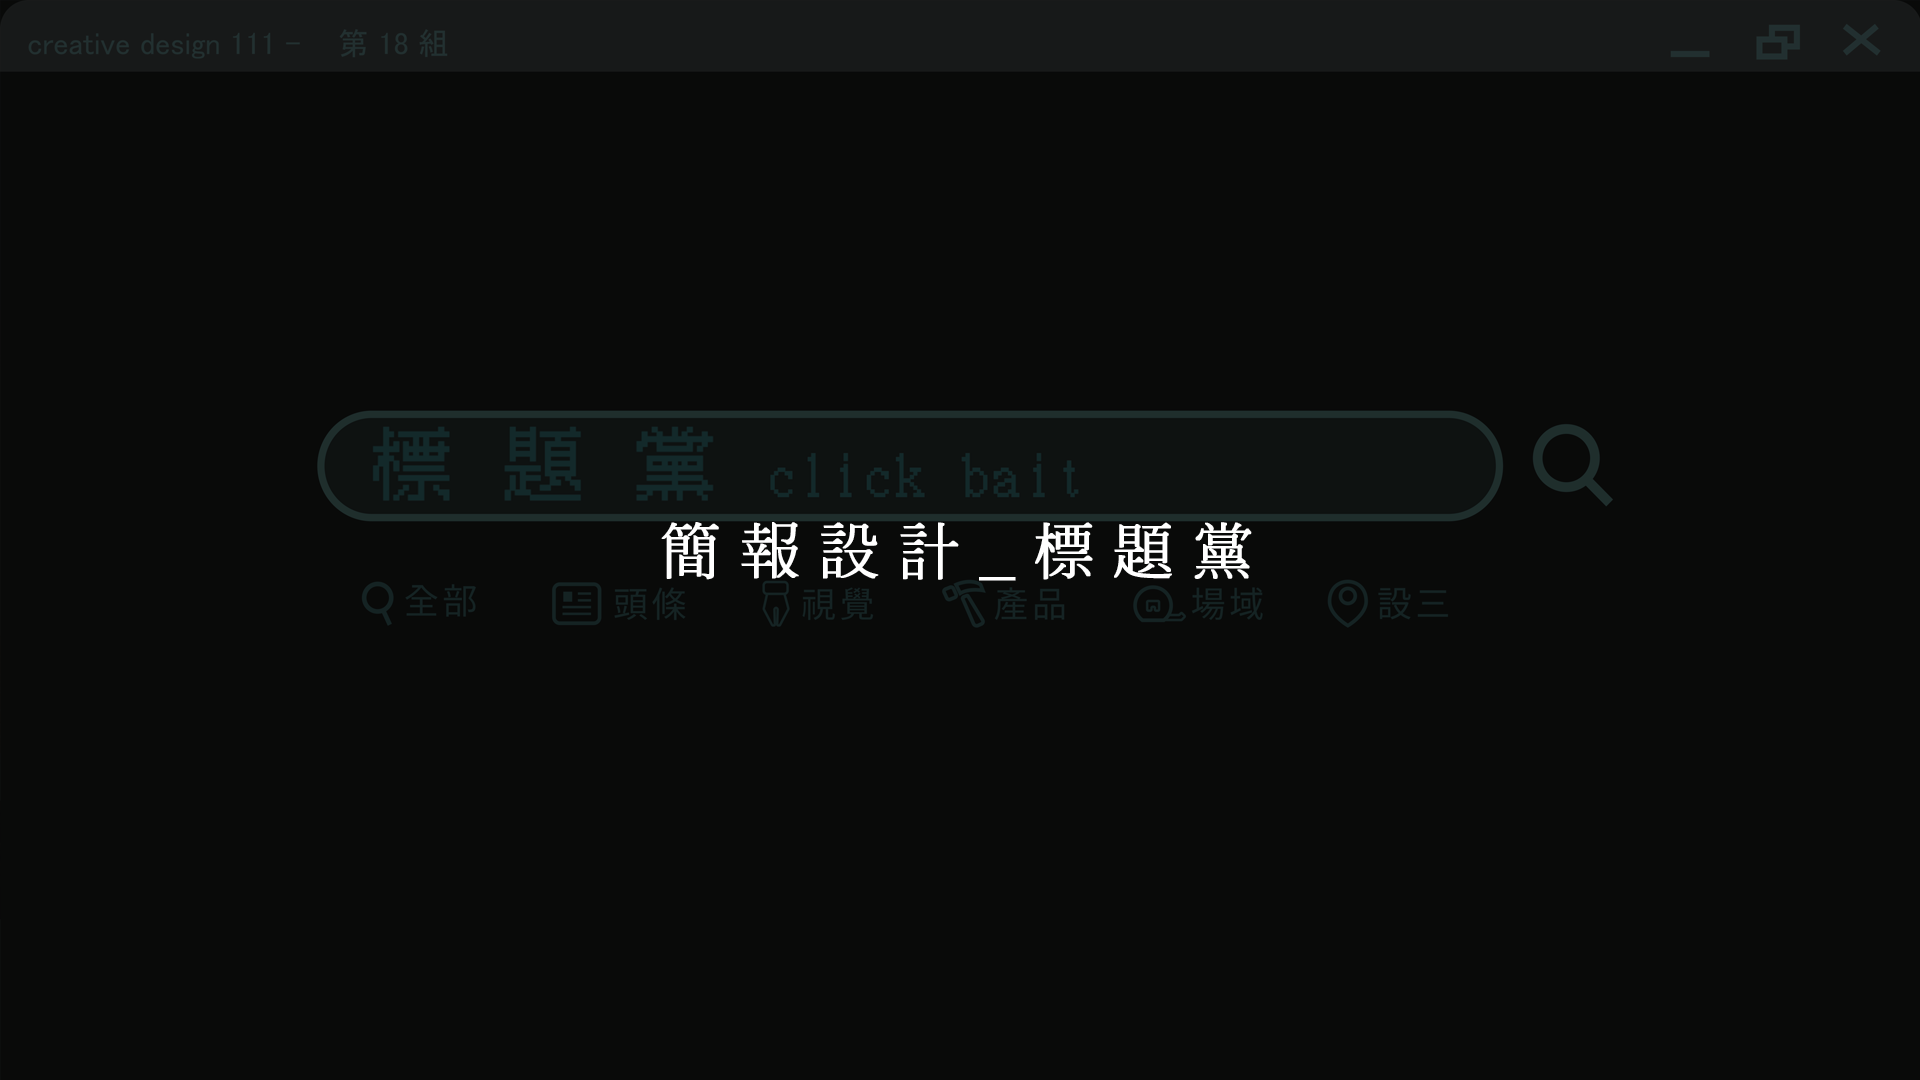 creative design 111 - 第 18 組
標 題 黨 click bait
簡報設計_標題黨
全部 頭條 視覺 產品 場域 設三